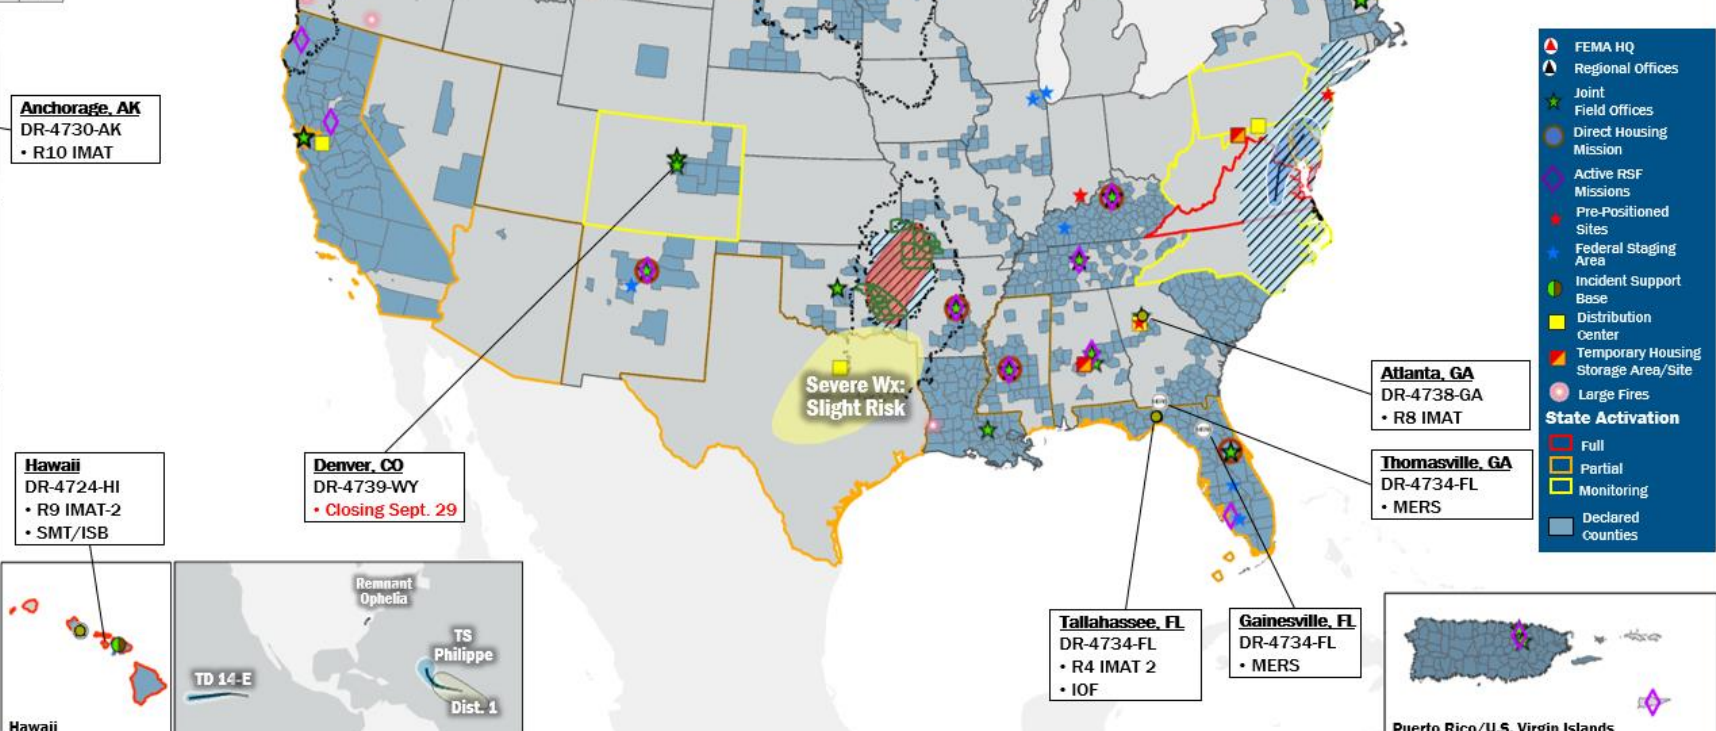 Anchorage, AK
DR-4730-AK
• R10 IMAT
Severe Wx:
Slight Risk
Hawaii
DR-4724-HI
• R9 IMAT-2
• SMT/ISB
Denver, CO
DR-4739-WY
• Closing Sept. 29
Atlanta, GA
DR-4738-GA
• R8 IMAT
Thomasville, GA
DR-4734-FL
• MERS
Tallahassee, FL
DR-4734-FL
• R4 IMAT 2
• IOF
Gainesville, FL
DR-4734-FL
• MERS
FEMA HQ
Regional Offices
Joint
Field Offices
Direct Housing
Mission
Active RSF
Missions
Pre-Positioned
Sites
Federal Staging
Area
Incident Support
Base
Distribution
Center
Temporary Housing
Storage Area/Site
Large Fires
State Activation
Full
Partial
Monitoring
Declared
Counties
Hawaii
Remnant
Ophelia
TS
Philippe
TD 14-E
Dist. 1
Puerto Rico/U.S. Virgin Islands